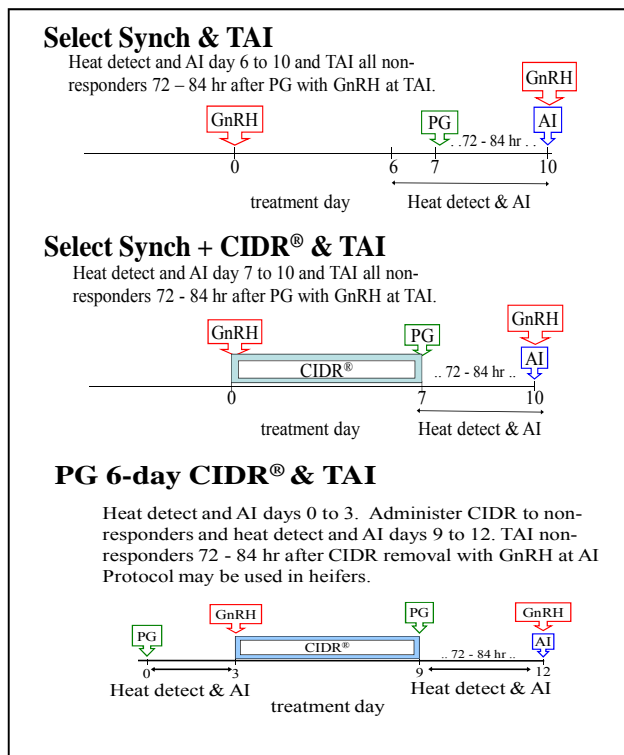 Select Synch & TAI
Heat detect and AI day 6 to 10 and TAI all non-
responders 72 – 84 hr after PG with GnRH at TAI.
GnRH
GnRH
PG
AI
. .72 - 84 hr. .
0
6
7
10
treatment day
Heat detect & AI
Select Synch + CIDR® & TAI
Heat detect and AI day 7 to 10 and TAI all non-
responders 72 - 84 hr after PG with GnRH at TAI.
GnRH
GnRH
PG
AI
CIDR®
.. 72 - 84 hr ..
0
7
10
treatment day
Heat detect & AI
PG 6-day CIDR® & TAI
Heat detect and AI days 0 to 3. Administer CIDR to non-
responders and heat detect and AI days 9 to 12. TAI non-
responders 72 - 84 hr after CIDR removal with GnRH at AI
Protocol may be used in heifers.
GnRH
PG
GnRH
PG
CIDR®
AI
.. 72 - 84 hr ..
0
3
9
12
Heat detect & AI
Heat detect & AI
treatment day